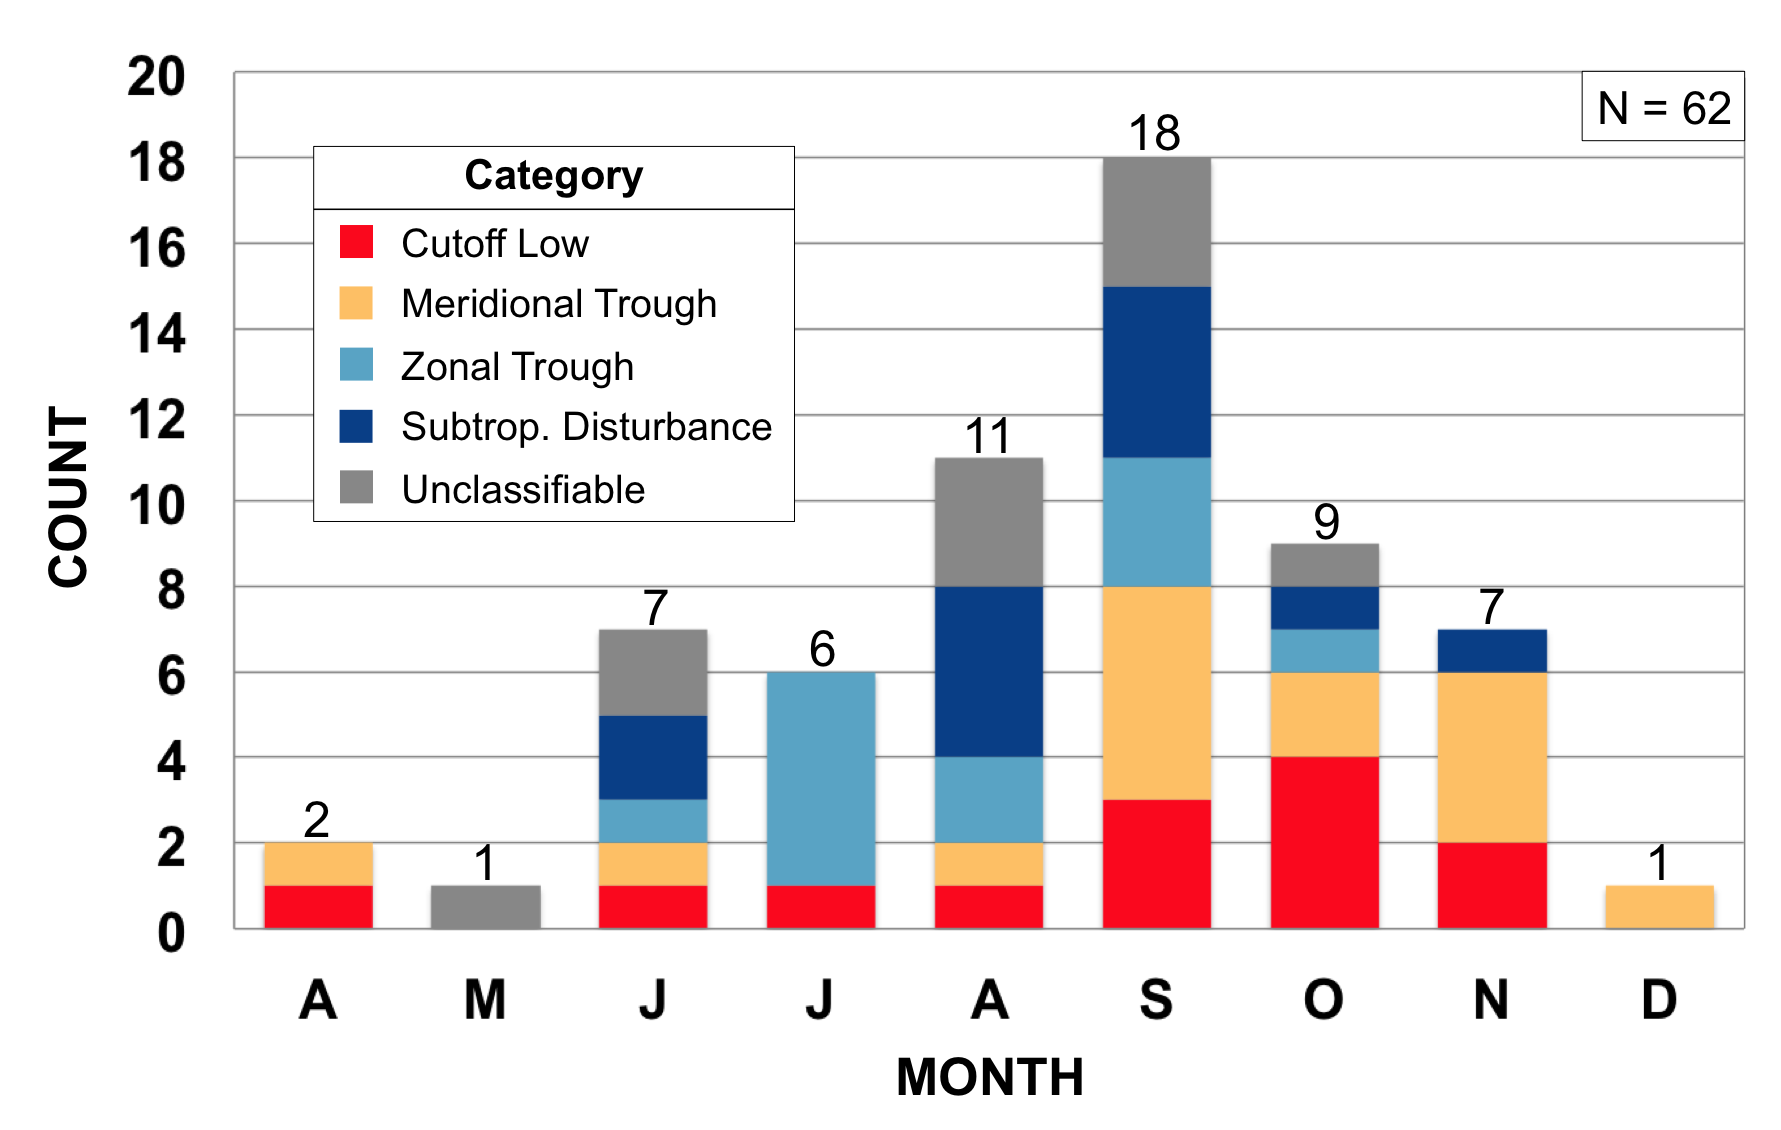 N = 62
Category
Cutoff Low
Meridional Trough
Zonal Trough
Subtrop. Disturbance
Unclassifiable
COUNT
20
18
16
14
12
10
8
6
4
2
0
2
1
7
6
11
18
9
7
1
A M J J A S O N D
MONTH